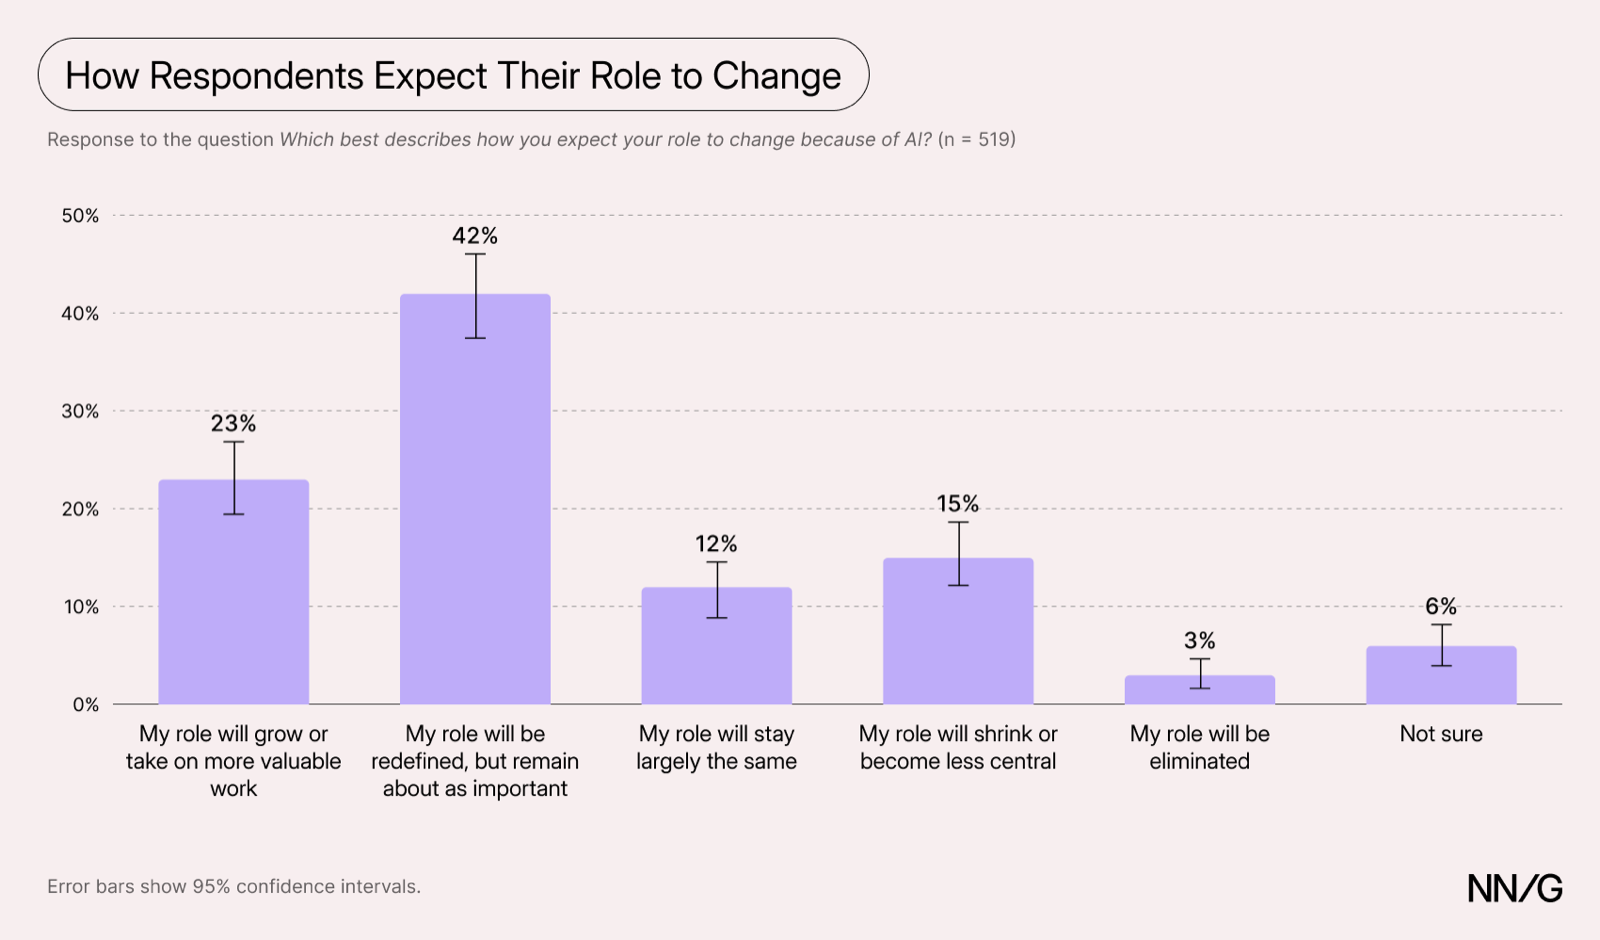 How Respondents Expect Their Role to Change
Response to the question Which best describes how you expect your role to change because of AI? (n = 519)
50%
40%
30%
20%
10%
0%
23%
42%
12%
15%
3%
6%
My role will grow or
take on more valuable
work
My role will be
redefined, but remain
about as important
My role will stay
largely the same
My role will shrink or
become less central
My role will be
eliminated
Not sure
Error bars show 95% confidence intervals.
NN/G